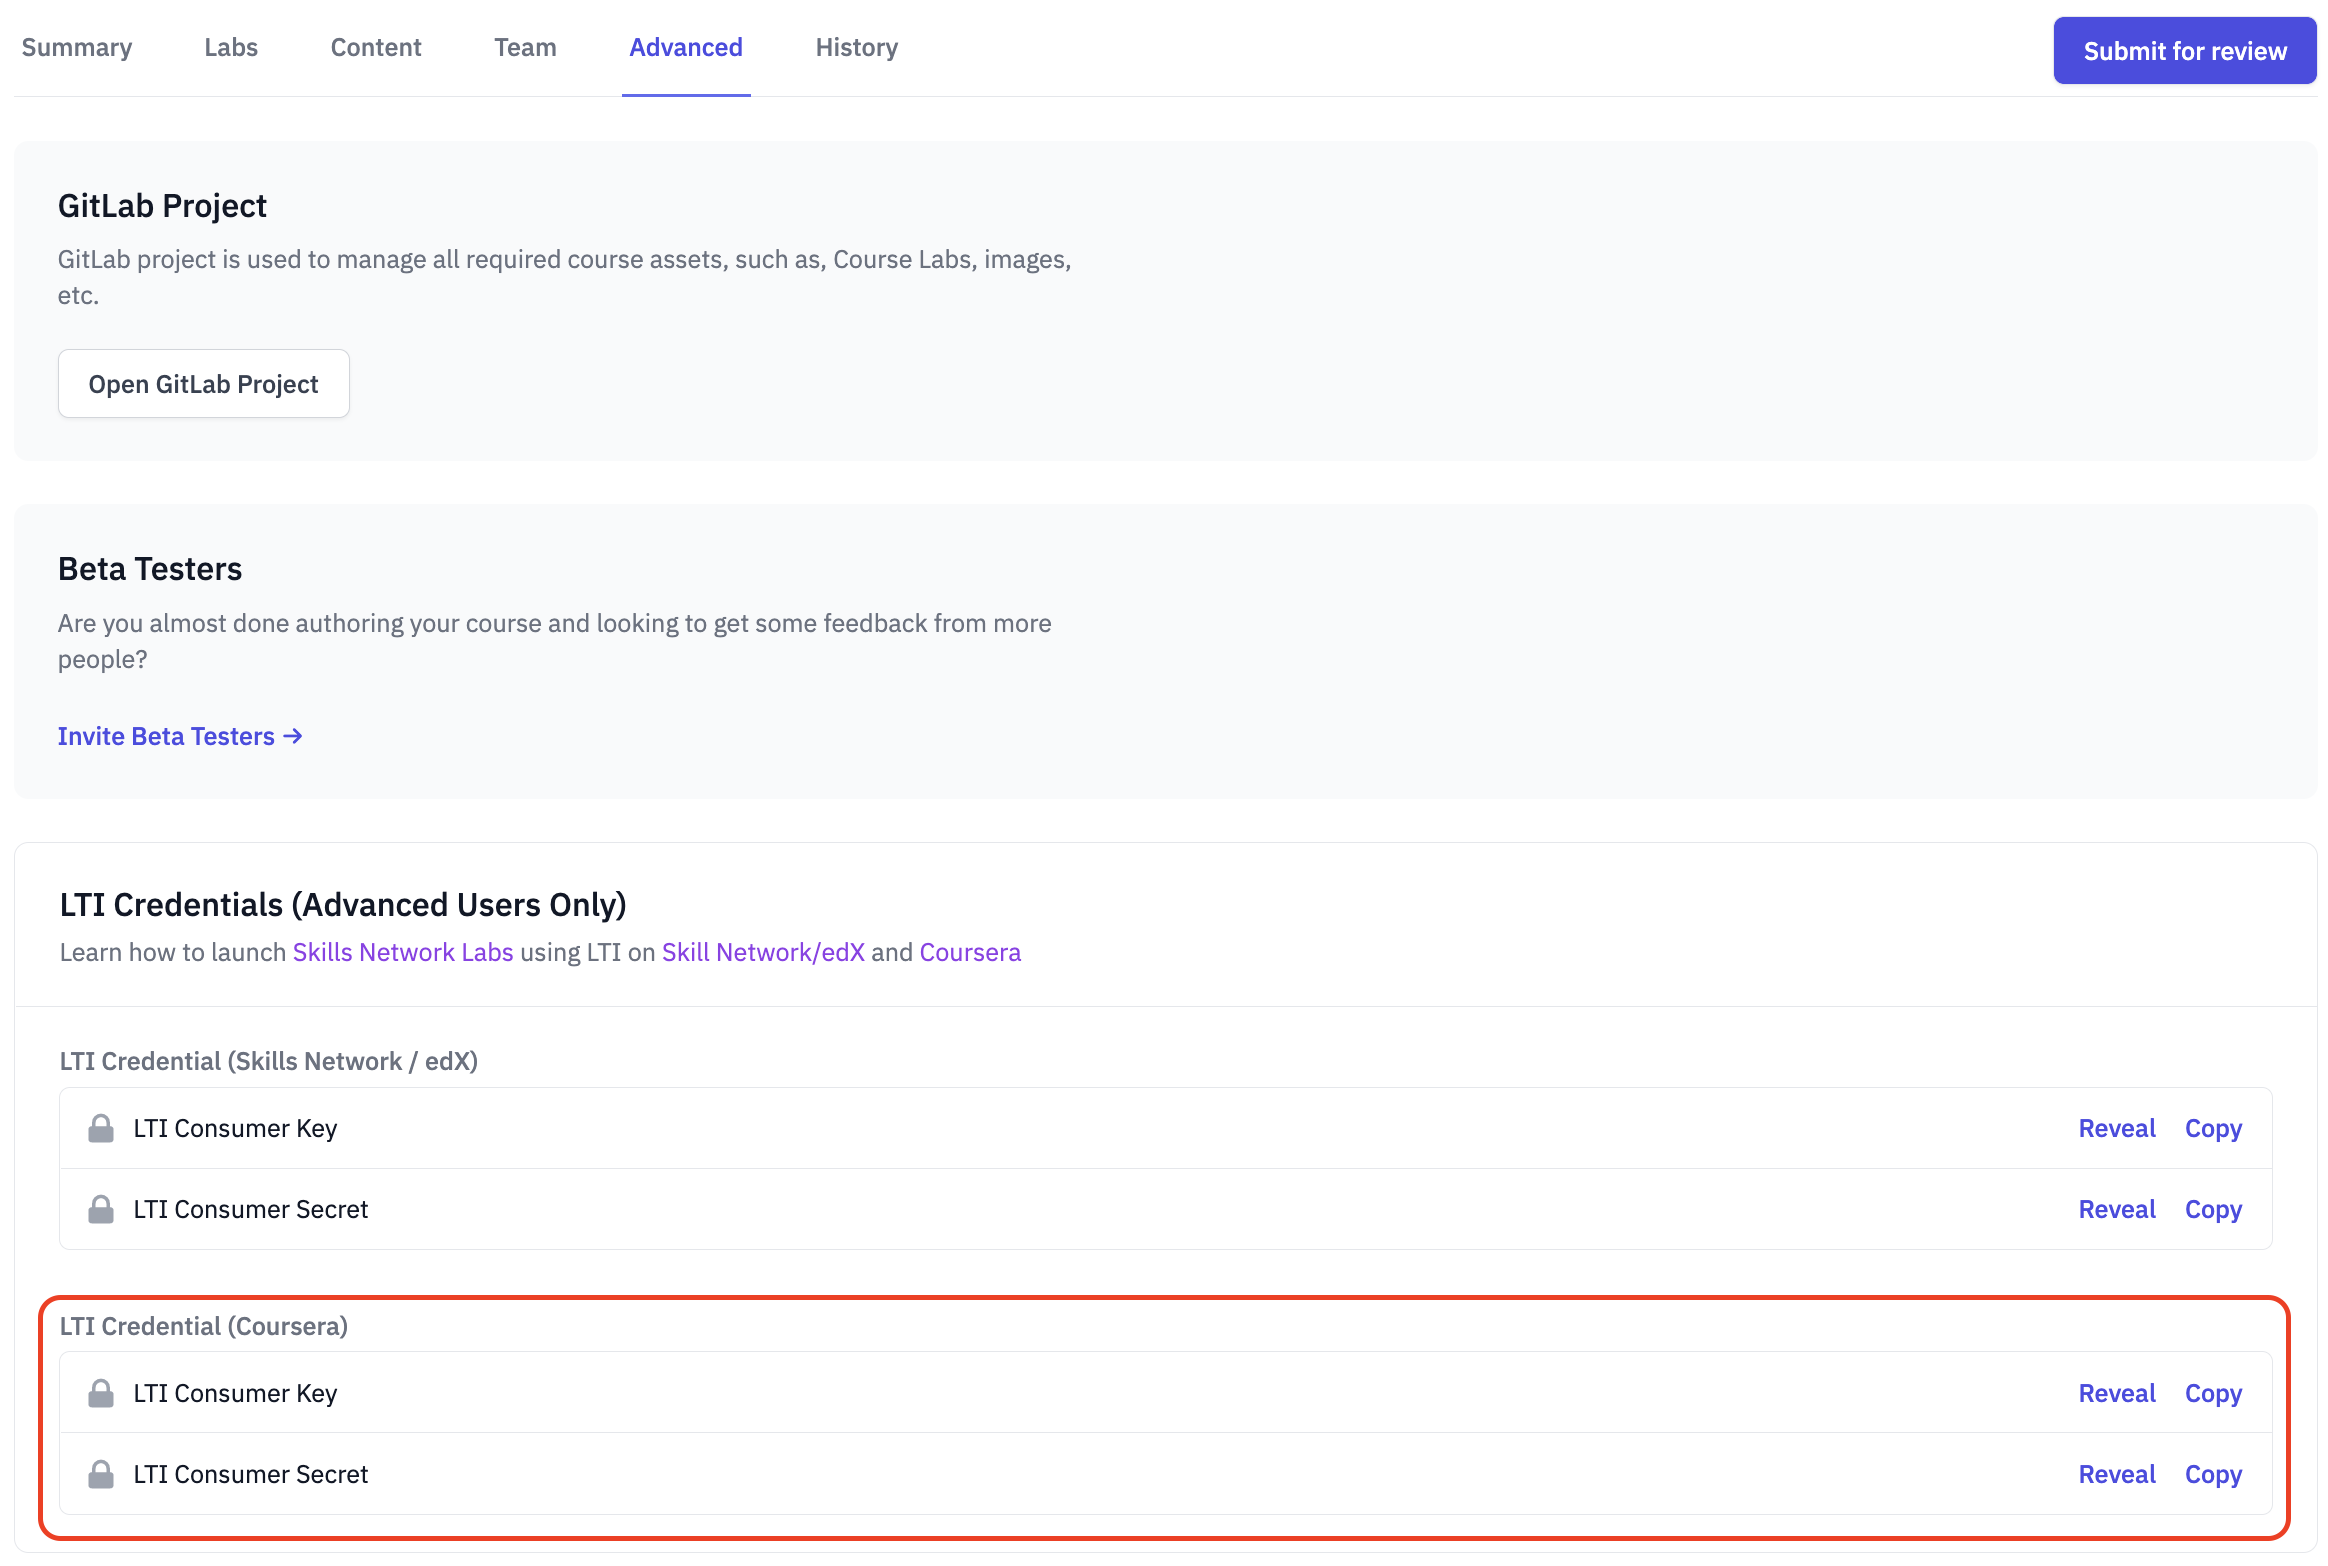 Summary Labs Content Team Advanced History Submit for review
GitLab Project
GitLab project is used to manage all required course assets, such as, Course Labs, images,
etc.
Open GitLab Project
Beta Testers
Are you almost done authoring your course and looking to get some feedback from more
people?
Invite Beta Testers →
LTI Credentials (Advanced Users Only)
Learn how to launch Skills Network Labs using LTI on Skill Network/edX and Coursera
LTI Credential (Skills Network / edX)
LTI Consumer Key Reveal Copy
LTI Consumer Secret Reveal Copy
LTI Credential (Coursera)
LTI Consumer Key Reveal Copy
LTI Consumer Secret Reveal Copy